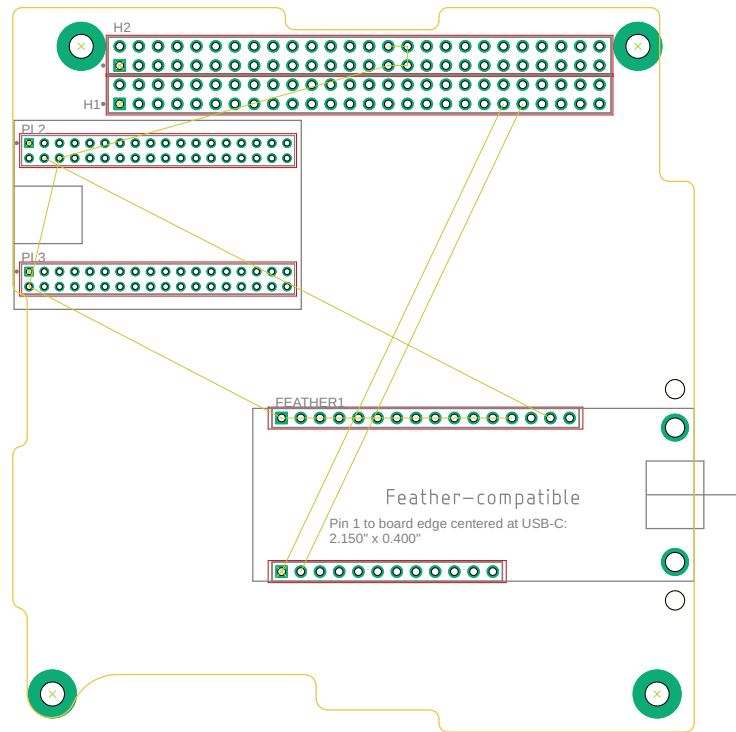 H2
H1
PL2
PL3
FEATHER1
Feather-compatible
Pin 1 to board edge centered at USB-C:
2.150" x 0.400"